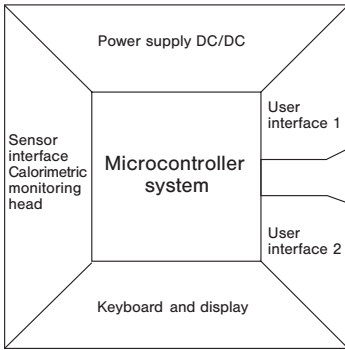 Power supply DC/DC
User
interface 1
Sensor
interface
Calorimetric
monitoring
head
Microcontroller
system
User
interface 2
Keyboard and display